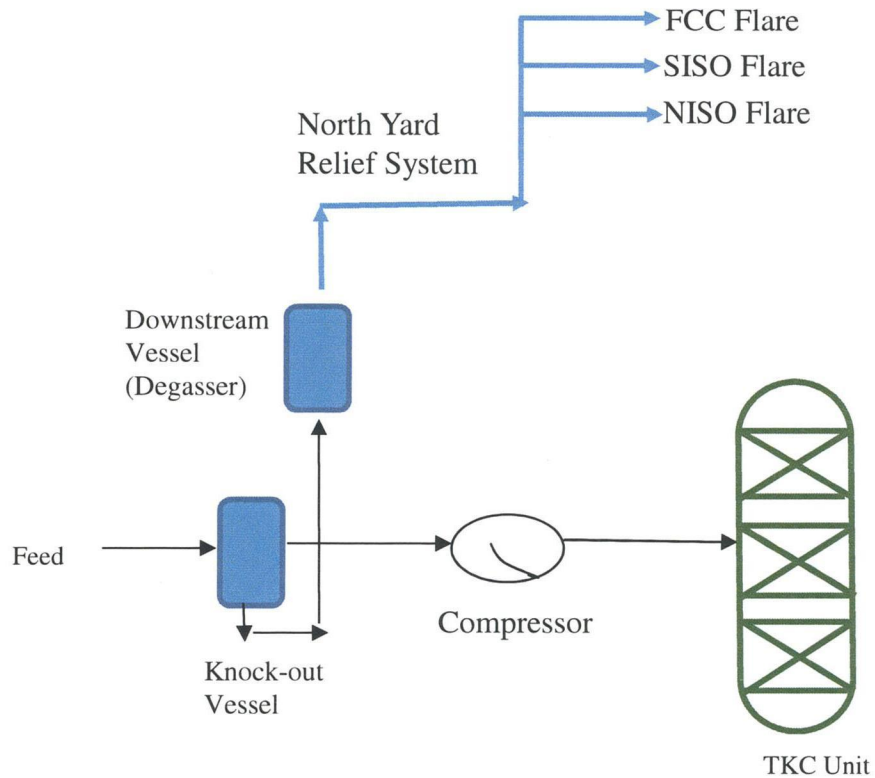 FCC Flare
SISO Flare
NISO Flare
North Yard
Relief System
Downstream
Vessel
(Degasser)
Feed
Compressor
Knock-out
Vessel
TKC Unit